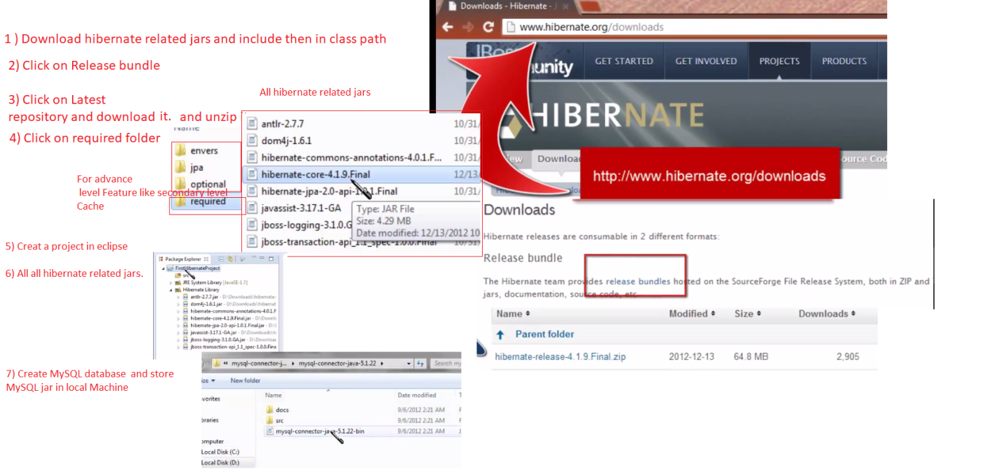 1 ) Download hibernate related jars and include then in class path
2) Click on Release bundle
3) Click on Latest
repository and download it. and unzip
4) Click on required folder
All hibernate related jars
Name
envers
jpa
optional
required
For advance
level Feature like secondary level
Cache
antlr-2.7.7
10/31/
dom4j-1.6.1
10/31/
hibernate-commons-annotations-4.0.1.F...
10/31/
hibernate-core-4.1.9.Final
12/13/
hibernate-jpa-2.0-api-1.0.1.Final
10/31/
javassist-3.17.1-GA
jboss-logging-3.1.0.G
jboss-transaction-api_1.1_spec-1.0.0.Final
10/31/
Type: JAR File
Size: 4.29 MB
Date modified: 12/13/2012 10
5) Creat a project in eclipse
6) All all hibernate related jars.
Package Explorer
FirstHibernateProject
src
JRE System Library [JavaSE-1.7]
Hibernate Library
antlr-2.7.7.jar - D:\Downloads\hibernate-
dom4j-1.6.1.jar - D:\Downloads\hibernat
hibernate-commons-annotations-4.0.1.F
hibernate-core-4.1.9.Final.jar - D:\Downl
hibernate-jpa-2.0-api-1.0.1.Final.jar - D:\
javassist-3.17.1-GA.jar - D:\Downloads\hi
jboss-logging-3.1.0.GA.jar - D:\Downloac
jboss-transaction-api_1.1_spec-1.0.0.Fina
7) Create MySQL database and store
MySQL jar in local Machine
« mysql-connector-j... mysql-connector-java-5.1.22
Search my
ize
New folder
Name
Date modified
avorites
docs
9/6/2012 2:21 AM
src
9/6/2012 2:21 AM
mysql-connector-java-5.1.22-bin
9/6/2012 2:21 AM
braries
omputer
Local Disk (C:)
Local Disk (D:)
Downloads - Hibernate - J
www.hibernate.org/downloads
JBoss
munity
GET STARTED
GET INVOLVED
PROJECTS
PRODUCTS
HIBERNATE
iew
Downloa
ource Cod
http://www.hibernate.org/downloads
Downloads
Hibernate releases are consumable in 2 different formats:
Release bundle
The Hibernate team provides release bundles hosted on the SourceForge File Release System, both in ZIP and
jars, documentation, source code, etc
Name
Modified
Size
Downloads
Parent folder
hibernate-release-4.1.9.Final.zip
2012-12-13
64.8 MB
2,905